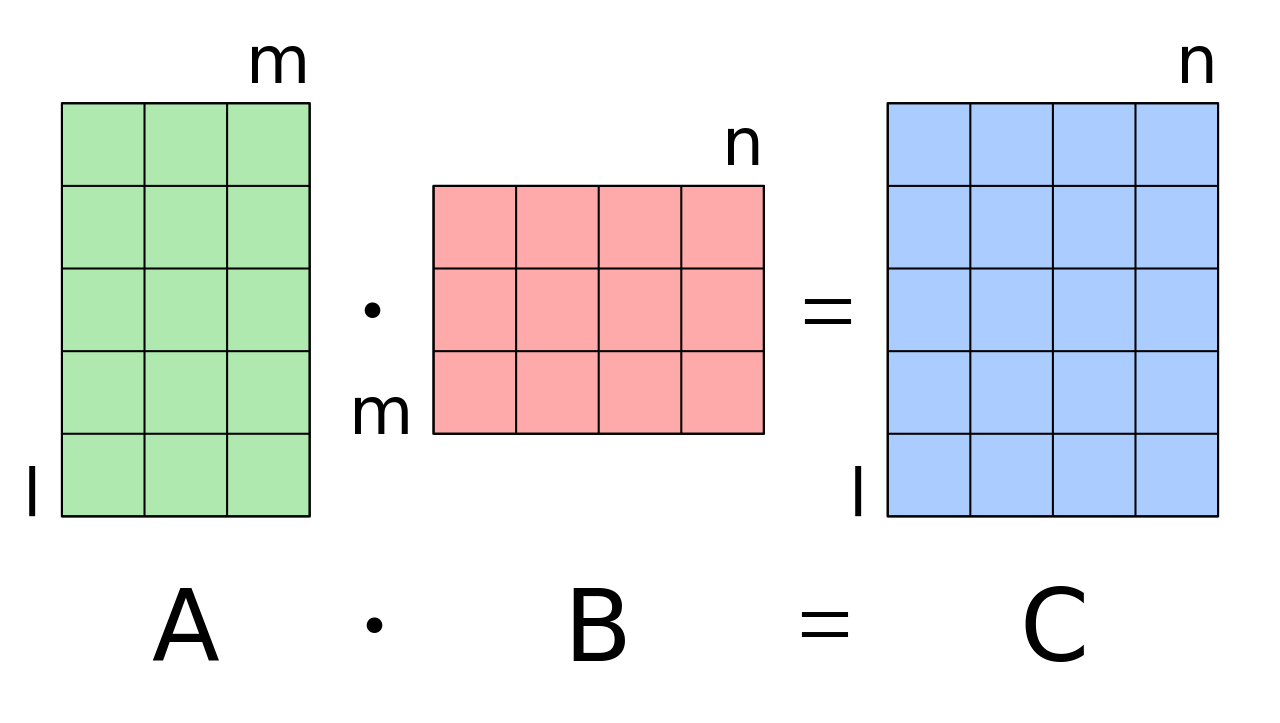 m n
n
• =
m
l l
A • B = C